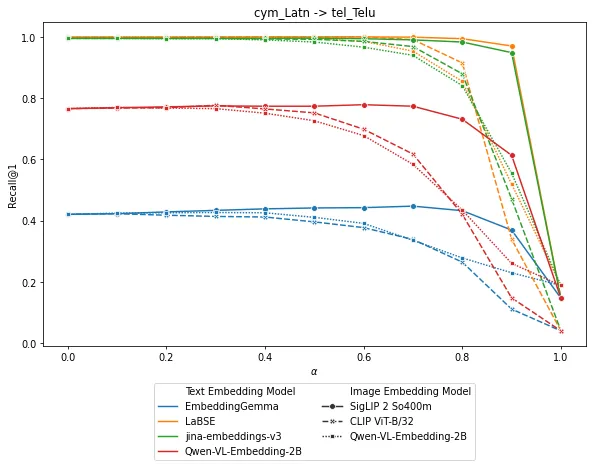 cym_Latn -> tel_Telu
Recall@1
1.0
0.8
0.6
0.4
0.2
0.0
0.0 0.2 0.4 0.6 0.8 1.0
α
Text Embedding Model
EmbeddingGemma
LaBSE
jina-embeddings-v3
Qwen-VL-Embedding-2B
Image Embedding Model
SigLIP 2 So400m
CLIP ViT-B/32
Qwen-VL-Embedding-2B